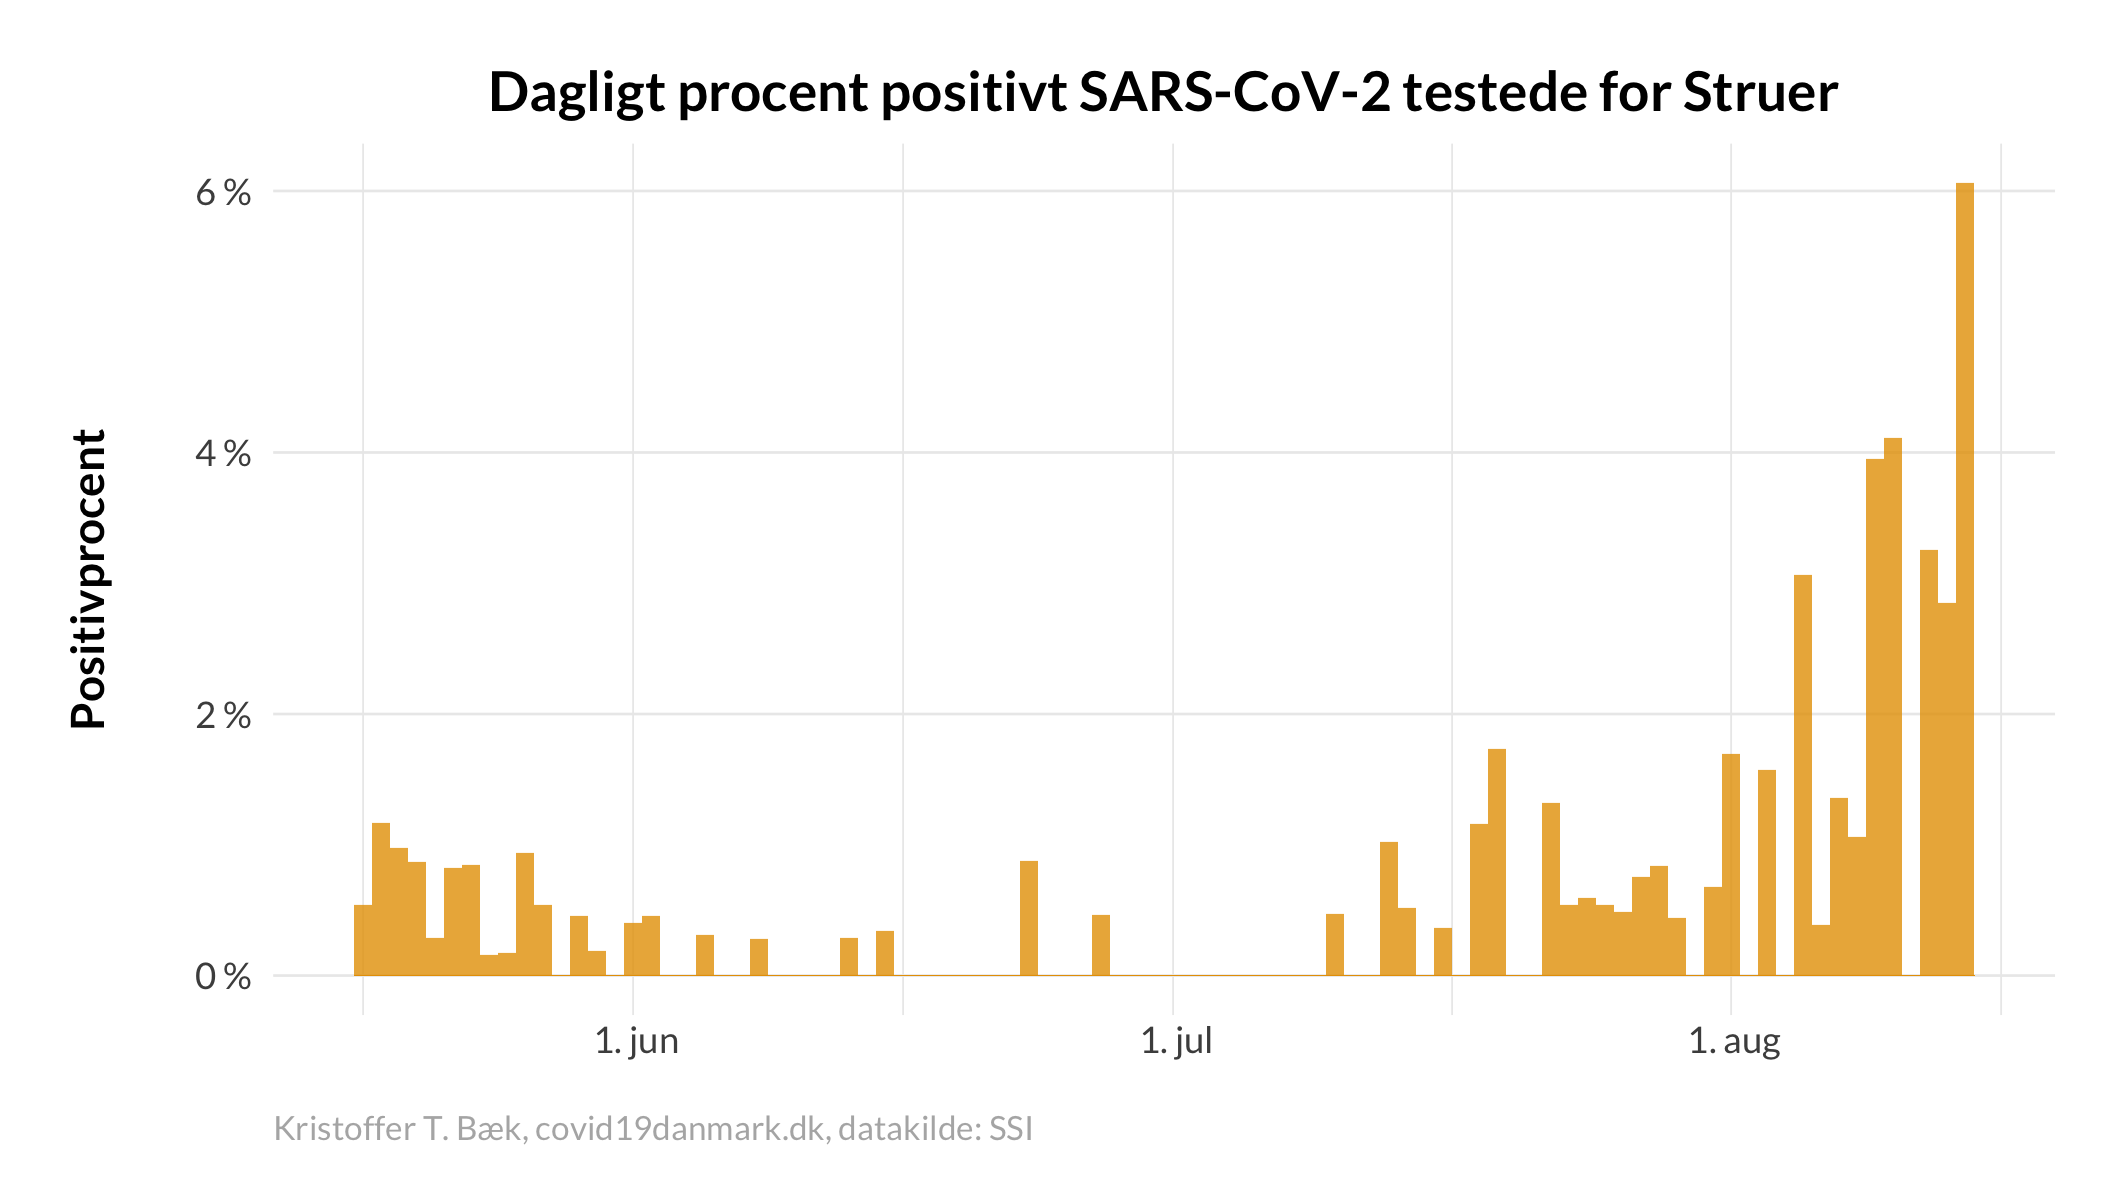 Dagligt procent positivt SARS-CoV-2 testede for Struer
Positivprocent
6 %
4 %
2 %
0 %
1. jun
1. jul
1. aug
Kristoffer T. Bæk, covid19danmark.dk, datakilde: SSI